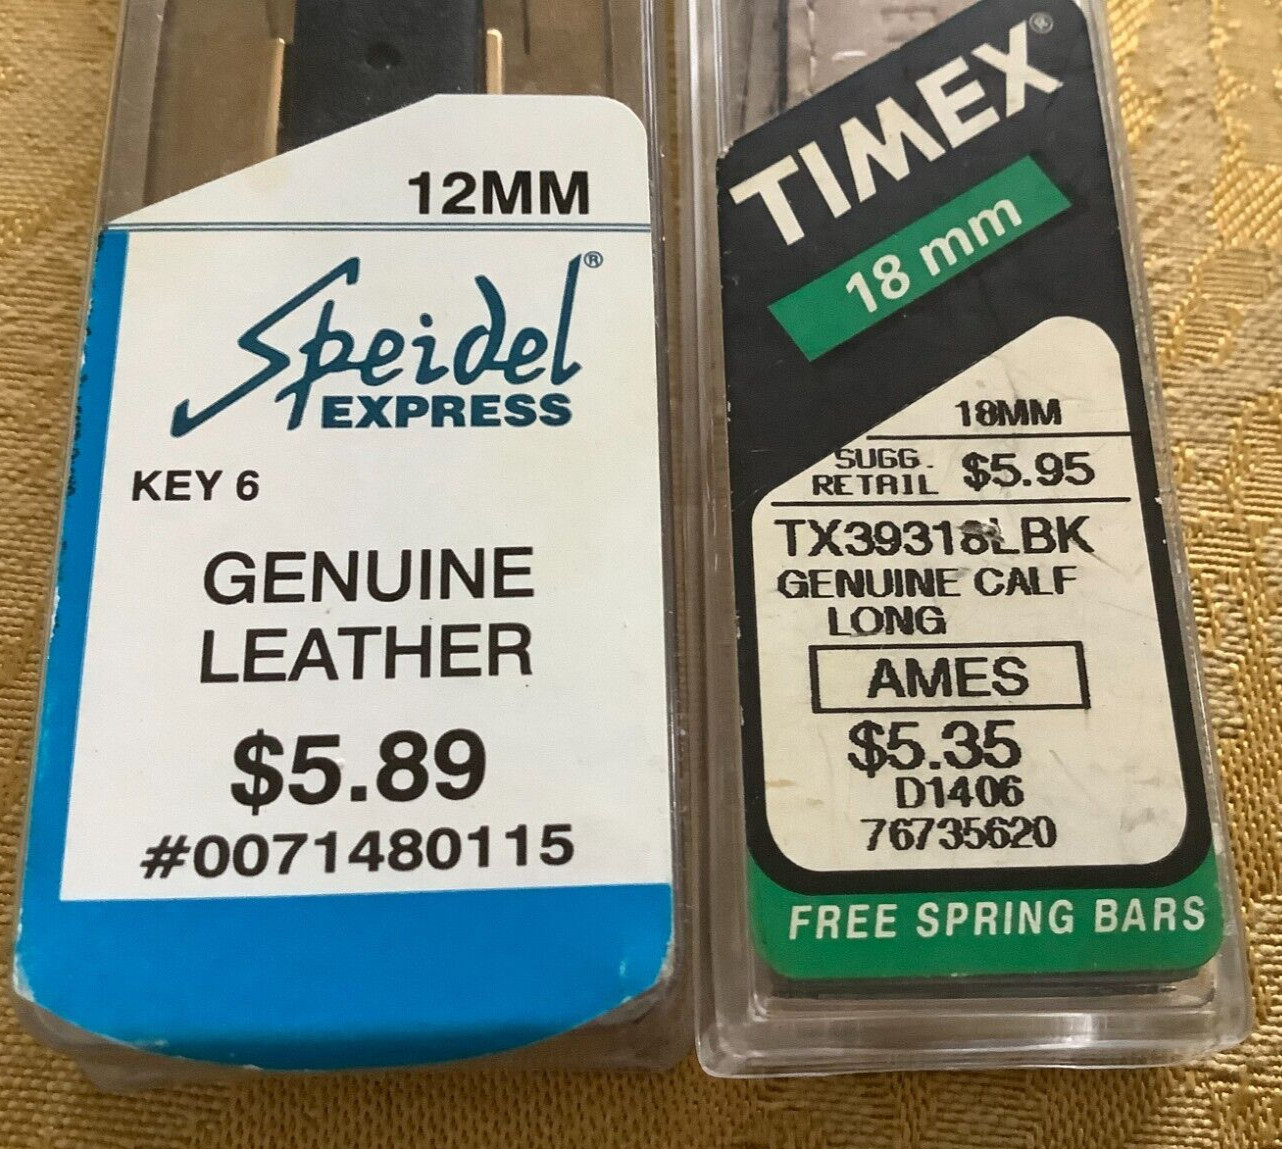 12MM
Speidel®
EXPRESS
KEY 6
GENUINE
LEATHER
$5.89
#0071480115
TIMEX®
18 mm
18MM
SUGG.
RETAIL $5.95
TX39318LBK
GENUINE CALF
LONG
AMES
$5.35
D1406
76735620
FREE SPRING BARS